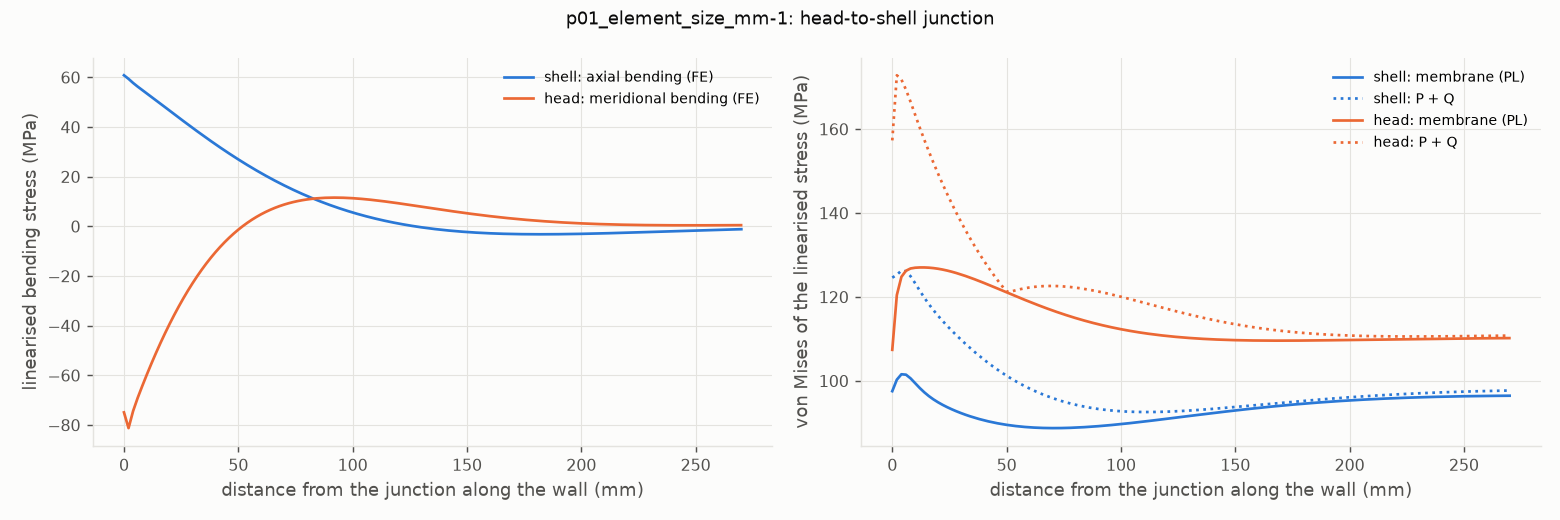 p01_element_size_mm-1: head-to-shell junction
linearised bending stress (MPa)
60
40
20
0
−20
−40
−60
−80
shell: axial bending (FE)
head: meridional bending (FE)
0
50
100
150
200
250
distance from the junction along the wall (mm)
von Mises of the linearised stress (MPa)
160
140
120
100
shell: membrane (PL)
shell: P + Q
head: membrane (PL)
head: P + Q
0
50
100
150
200
250
distance from the junction along the wall (mm)